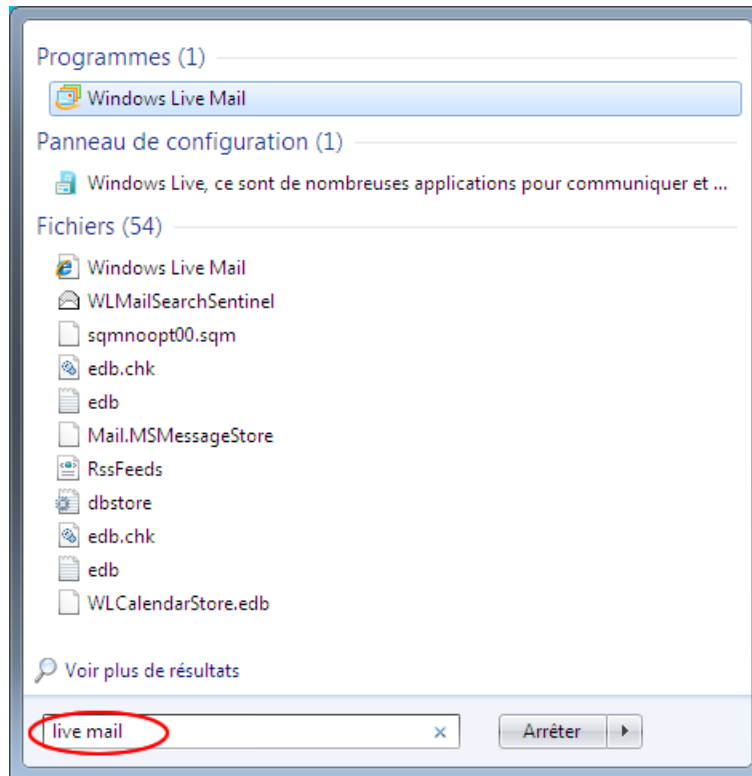 Programmes (1)
Windows Live Mail
Panneau de configuration (1)
Windows Live, ce sont de nombreuses applications pour communiquer et ...
Fichiers (54)
Windows Live Mail
WLMailSearchSentinel
sqmnoopt00.sqm
edb.chk
edb
Mail.MSMessageStore
RssFeeds
dbstore
edb.chk
edb
WLCalendarStore.edb
Voir plus de résultats
live mail
Arrêter